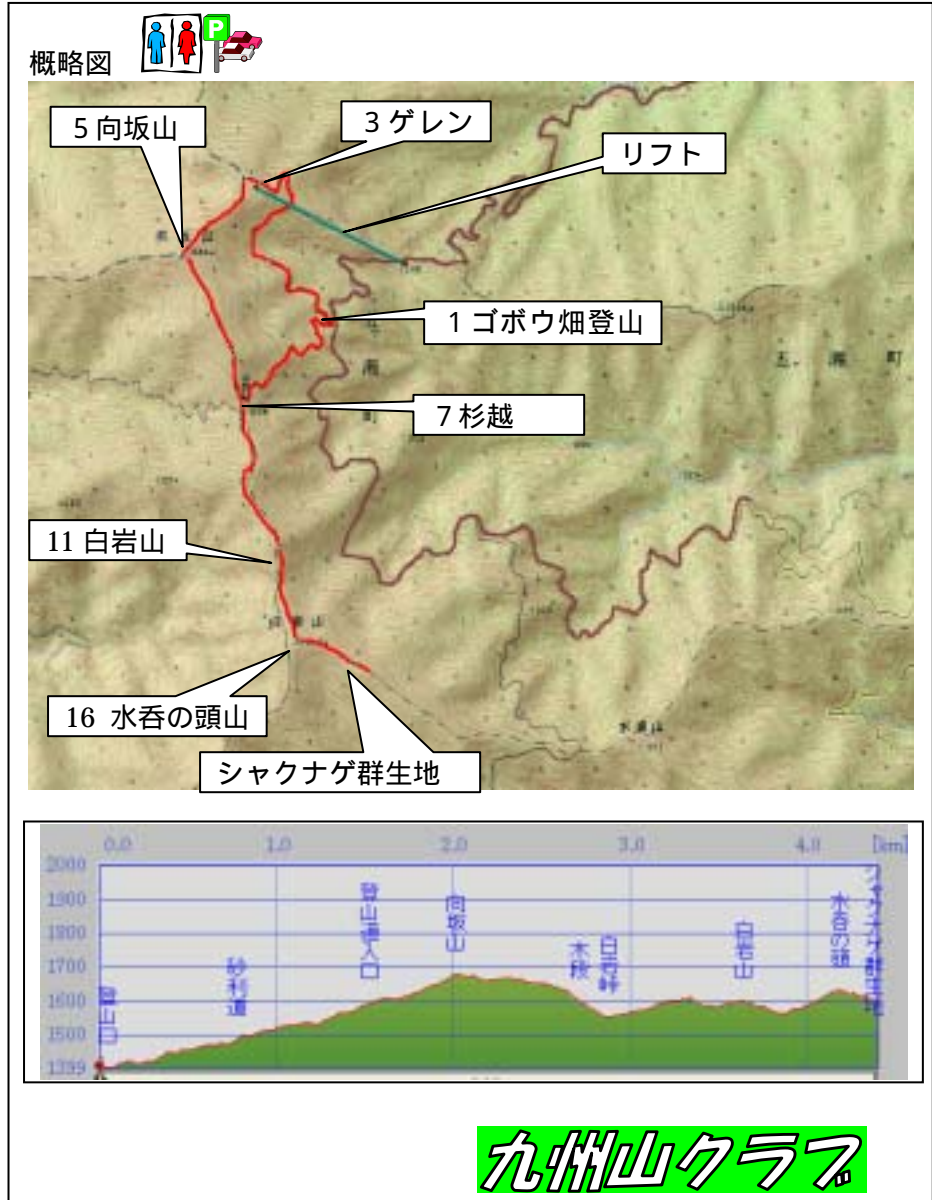 概略図
P
5 向坂山
3 ゲレン
リフト
1 ゴボウ畑登山
五ヶ瀬町
7 杉越
11 白岩山
16 水呑の頭山
シャクナゲ群生地
0.0 1.0 2.0 3.0 4.0 [km]
2000
1900
1800
1700
1600
1500
1399
登山口
砂利道
登山道入口
向坂山
木段
白岩峠
白岩山
水呑の頭
シャクナゲ群生地
九州山クラブ